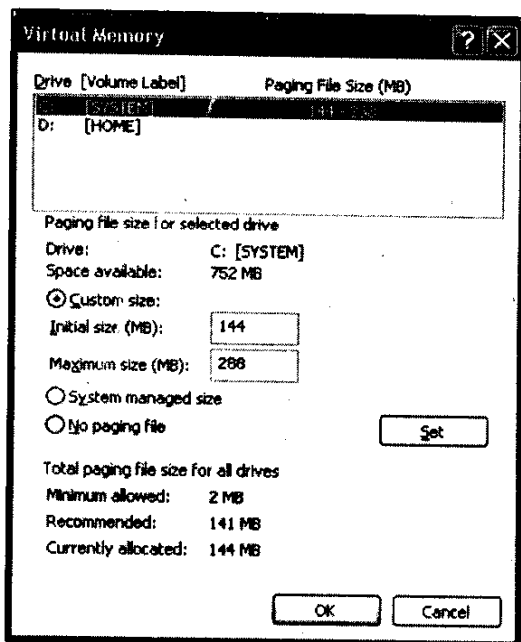 Virtual Memory
Drive [Volume Label] Paging File Size (MB)
[SYSTEM]
D: [HOME]
Paging file size for selected drive
Drive: C: [SYSTEM]
Space available: 752 MB
Custom size:
Initial size (MB): 144
Maximum size (MB): 288
System managed size
No paging file
Set
Total paging file size for all drives
Minimum allowed: 2 MB
Recommended: 141 MB
Currently allocated: 144 MB
OK Cancel